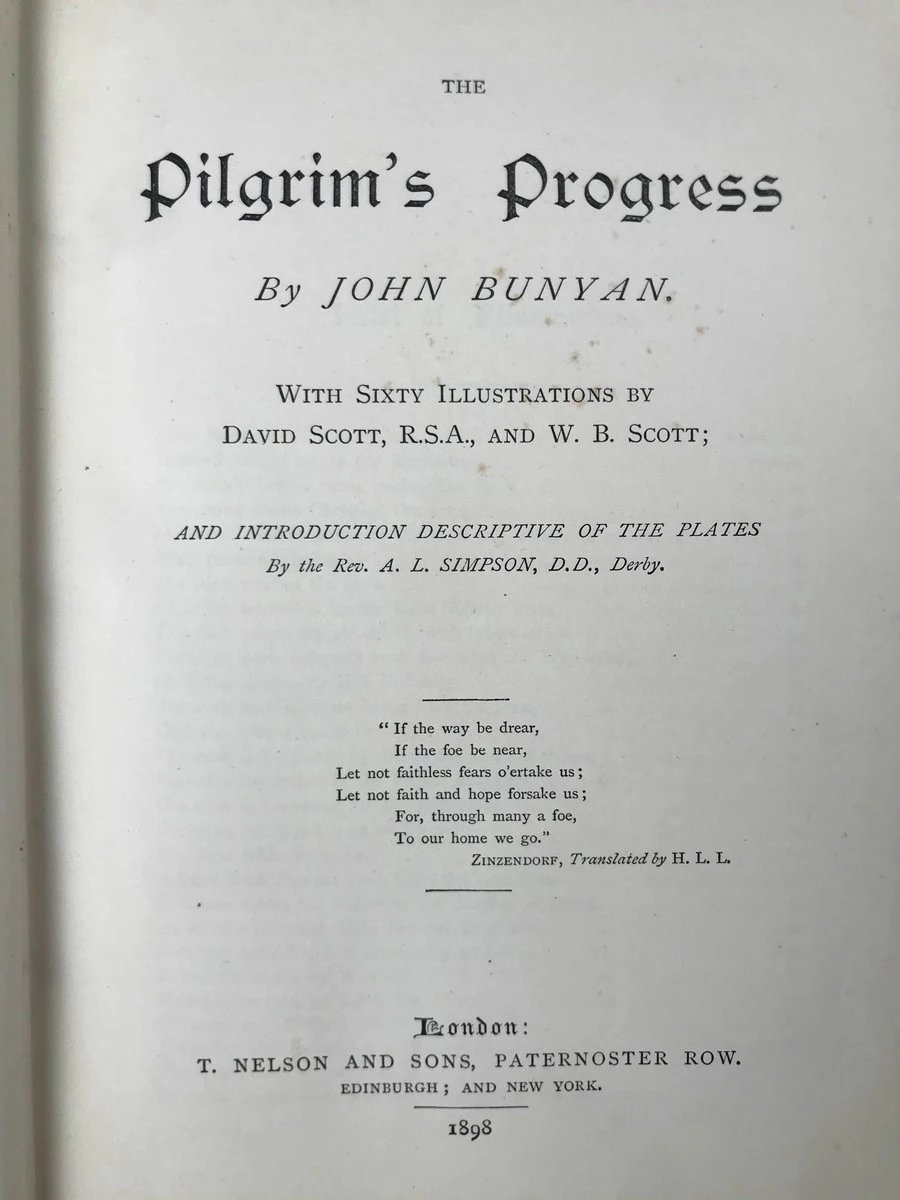 THE
Pilgrim's Progress
By JOHN BUNYAN.
WITH SIXTY ILLUSTRATIONS BY
DAVID SCOTT, R.S.A., AND W. B. SCOTT;
AND INTRODUCTION DESCRIPTIVE OF THE PLATES
By the Rev. A. L. SIMPSON, D.D., Derby.
“ If the way be drear,
If the foe be near,
Let not faithless fears o'ertake us;
Let not faith and hope forsake us;
For, through many a foe,
To our home we go.”
ZINZENDORF, Translated by H. L. L.
London:
T. NELSON AND SONS, PATERNOSTER ROW.
EDINBURGH; AND NEW YORK.
1898